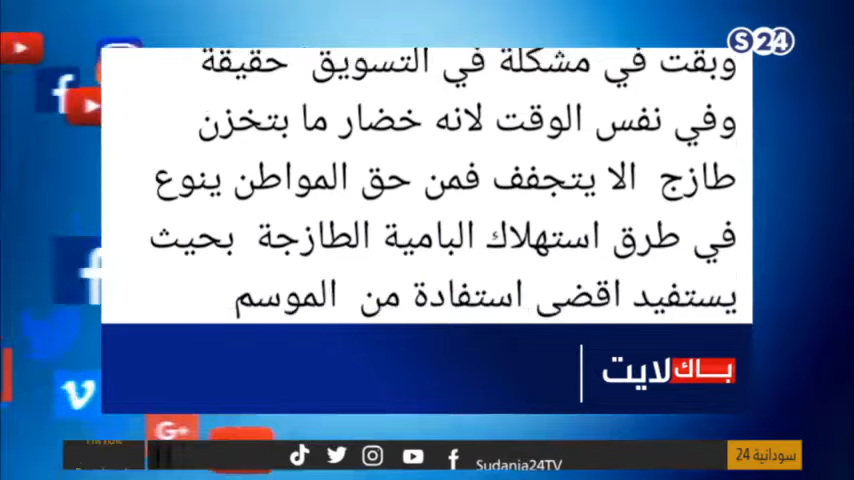 S24
وبقت في مشكلة في التسويق حقيقة
وفي نفس الوقت لانه خضار ما بتخزن
طازج الا يتجفف فمن حق المواطن ينوع
في طرق استهلاك البامية الطازجة بحيث
يستفيد اقضى استفادة من الموسم
باك لايت
Sudania24TV
سودانية 24